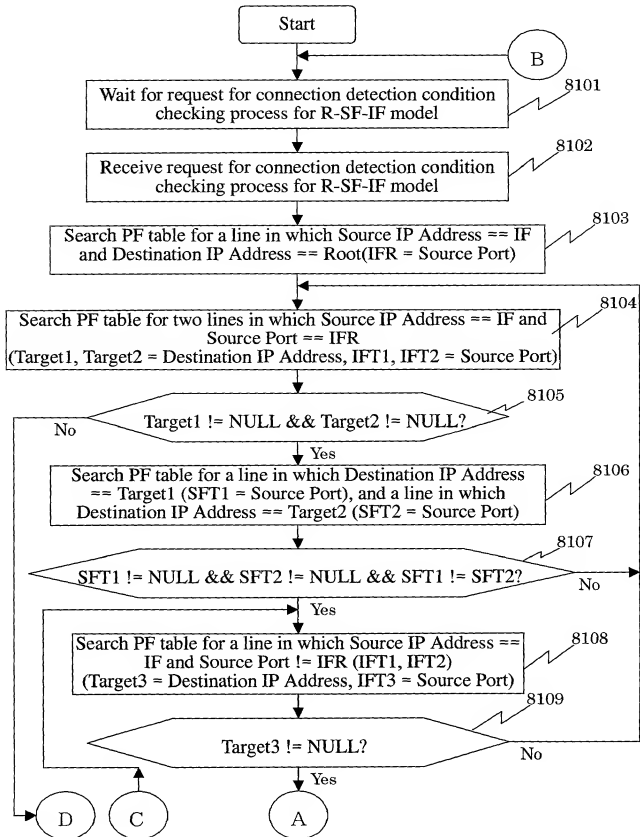 Start
B
Wait for request for connection detection condition
checking process for R-SF-IF model
8101
Receive request for connection detection condition
checking process for R-SF-IF model
8102
Search PF table for a line in which Source IP Address == IF
and Destination IP Address == Root(IFR = Source Port)
8103
Search PF table for two lines in which Source IP Address == IF and
Source Port == IFR
(Target1, Target2 = Destination IP Address, IFT1, IFT2 = Source Port)
8104
Target1 != NULL && Target2 != NULL?
8105
No
Yes
Search PF table for a line in which Destination IP Address
== Target1 (SFT1 = Source Port), and a line in which
Destination IP Address == Target2 (SFT2 = Source Port)
8106
SFT1 != NULL && SFT2 != NULL && SFT1 != SFT2?
8107
No
Yes
Search PF table for a line in which Source IP Address ==
IF and Source Port != IFR (IFT1, IFT2)
(Target3 = Destination IP Address, IFT3 = Source Port)
8108
Target3 != NULL?
8109
No
Yes
D
C
A